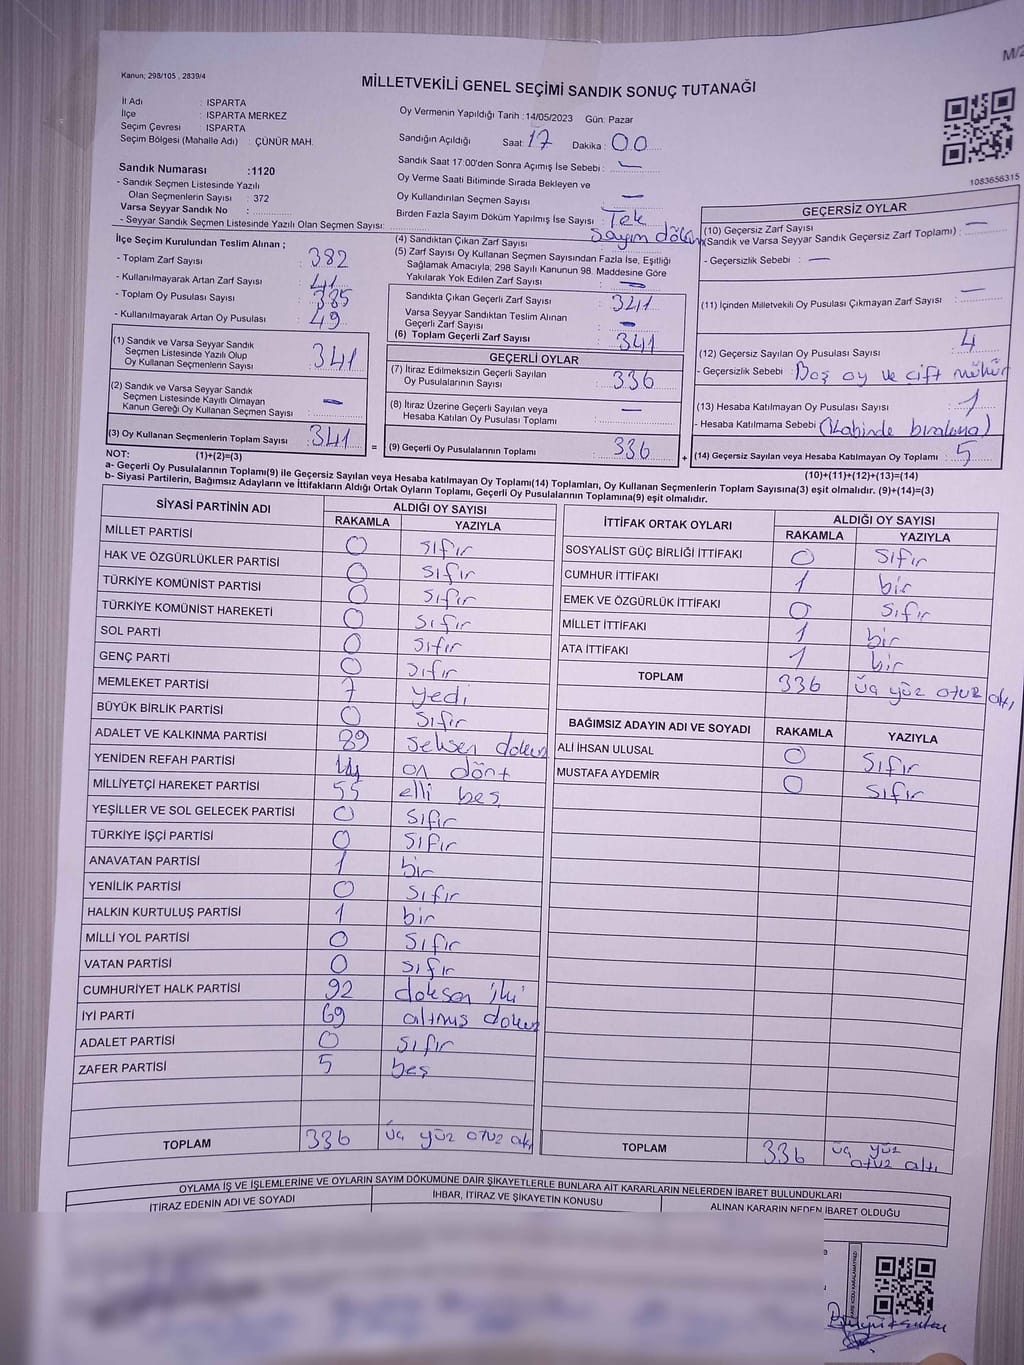 M/2
Kanun; 298/105 , 2839/4
MİLLETVEKİLİ GENEL SEÇİMİ SANDIK SONUÇ TUTANAĞI
İl Adı : ISPARTA
İlçe : ISPARTA MERKEZ
Seçim Çevresi : ISPARTA
Seçim Bölgesi (Mahalle Adı) : ÇÜNÜR MAH.
Oy Vermenin Yapıldığı Tarih :14/05/2023 Gün: Pazar
Sandığın Açıldığı Saat: 17 Dakika : 00
Sandık Saat 17:00'den Sonra Açımış İse Sebebi : —
Oy Verme Saati Bitiminde Sırada Bekleyen ve
Oy Kullandırılan Seçmen Sayısı : —
Birden Fazla Sayım Döküm Yapılmış İse Sayısı : Tek
1083656315
Sandık Numarası :1120
- Sandık Seçmen Listesinde Yazılı
Olan Seçmenlerin Sayısı : 372
Varsa Seyyar Sandık No :
- Seyyar Sandık Seçmen Listesinde Yazılı Olan Seçmen Sayısı:
İlçe Seçim Kurulundan Teslim Alınan ;
- Toplam Zarf Sayısı : 382
- Kullanılmayarak Artan Zarf Sayısı : 41
- Toplam Oy Pusulası Sayısı : 385
- Kullanılmayarak Artan Oy Pusulası : 49
(1) Sandık ve Varsa Seyyar Sandık
Seçmen Listesinde Yazılı Olup
Oy Kullanan Seçmenlerin Sayısı : 341
(2) Sandık ve Varsa Seyyar Sandık
Seçmen Listesinde Kayıtlı Olmayan
Kanun Gereği Oy Kullanan Seçmen Sayısı : —
(3) Oy Kullanan Seçmenlerin Toplam Sayısı : 341 =
sayım döküm
(4) Sandıktan Çıkan Zarf Sayısı :
(5) Zarf Sayısı Oy Kullanan Seçmen Sayısından Fazla İse, Eşitliği
Sağlamak Amacıyla, 298 Sayılı Kanunun 98. Maddesine Göre
Yakılarak Yok Edilen Zarf Sayısı : —
Sandıkta Çıkan Geçerli Zarf Sayısı : 341
Varsa Seyyar Sandıktan Teslim Alınan
Geçerli Zarf Sayısı : —
(6) Toplam Geçerli Zarf Sayısı : 341
GEÇERLİ OYLAR
(7) İtiraz Edilmeksizin Geçerli Sayılan
Oy Pusulalarının Sayısı : 336
(8) İtiraz Üzerine Geçerli Sayılan veya
Hesaba Katılan Oy Pusulası Toplamı : —
(9) Geçerli Oy Pusulalarının Toplamı : 336 +
GEÇERSİZ OYLAR
(10) Geçersiz Zarf Sayısı
(Sandık ve Varsa Seyyar Sandık Geçersiz Zarf Toplamı) : —
- Geçersizlik Sebebi : —
(11) İçinden Milletvekili Oy Pusulası Çıkmayan Zarf Sayısı : —
(12) Geçersiz Sayılan Oy Pusulası Sayısı : 4
- Geçersizlik Sebebi : Boş oy ve çift mühür
(13) Hesaba Katılmayan Oy Pusulası Sayısı : 1
- Hesaba Katılmama Sebebi (Kabinde bırakma)
(14) Geçersiz Sayılan veya Hesaba Katılmayan Oy Toplamı : 5
NOT: (1)+(2)=(3)
(10)+(11)+(12)+(13)=(14)
a- Geçerli Oy Pusulalarının Toplamı(9) ile Geçersiz Sayılan veya Hesaba katılmayan Oy Toplamı(14) Toplamları, Oy Kullanan Seçmenlerin Toplam Sayısına(3) eşit olmalıdır. (9)+(14)=(3)
b- Siyasi Partilerin, Bağımsız Adayların ve İttifakların Aldığı Ortak Oyların Toplamı, Geçerli Oy Pusulalarının Toplamına(9) eşit olmalıdır.
SİYASİ PARTİNİN ADI ALDIĞI OY SAYISI
RAKAMLA YAZIYLA
MİLLET PARTİSİ 0 sıfır
HAK VE ÖZGÜRLÜKLER PARTİSİ 0 sıfır
TÜRKİYE KOMÜNİST PARTİSİ 0 sıfır
TÜRKİYE KOMÜNİST HAREKETİ 0 sıfır
SOL PARTİ 0 sıfır
GENÇ PARTİ 0 sıfır
MEMLEKET PARTİSİ 7 yedi
BÜYÜK BİRLİK PARTİSİ 0 sıfır
ADALET VE KALKINMA PARTİSİ 89 seksen dokuz
YENİDEN REFAH PARTİSİ 14 on dört
MİLLİYETÇİ HAREKET PARTİSİ 55 elli beş
YEŞİLLER VE SOL GELECEK PARTİSİ 0 sıfır
TÜRKİYE İŞÇİ PARTİSİ 0 sıfır
ANAVATAN PARTİSİ 1 bir
YENİLİK PARTİSİ 0 sıfır
HALKIN KURTULUŞ PARTİSİ 1 bir
MİLLİ YOL PARTİSİ 0 sıfır
VATAN PARTİSİ 0 sıfır
CUMHURİYET HALK PARTİSİ 92 doksan iki
İYİ PARTİ 69 altmış dokuz
ADALET PARTİSİ 0 sıfır
ZAFER PARTİSİ 5 beş
TOPLAM 336 üç yüz otuz altı
İTTİFAK ORTAK OYLARI ALDIĞI OY SAYISI
RAKAMLA YAZIYLA
SOSYALİST GÜÇ BİRLİĞİ İTTİFAKI 0 sıfır
CUMHUR İTTİFAKI 1 bir
EMEK VE ÖZGÜRLÜK İTTİFAKI 0 sıfır
MİLLET İTTİFAKI 1 bir
ATA İTTİFAKI 1 bir
TOPLAM 336 üç yüz otuz altı
BAĞIMSIZ ADAYIN ADI VE SOYADI RAKAMLA YAZIYLA
ALİ İHSAN ULUSAL 0 sıfır
MUSTAFA AYDEMİR 0 sıfır
TOPLAM 336 üç yüz otuz altı
OYLAMA İŞ VE İŞLEMLERİNE VE OYLARIN SAYIM DÖKÜMÜNE DAİR ŞİKAYETLERLE BUNLARA AİT KARARLARIN NELERDEN İBARET BULUNDUKLARI
İTİRAZ EDENİN ADI VE SOYADI İHBAR, İTİRAZ VE ŞİKAYETİN KONUSU ALINAN KARARIN NEDEN İBARET OLDUĞU